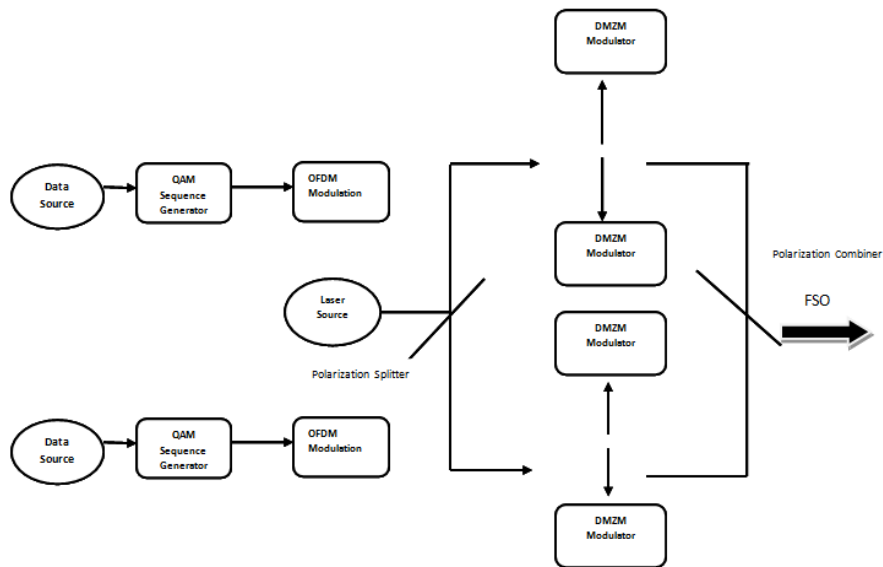 DMZM
Modulator
Data
Source
QAM
Sequence
Generator
OFDM
Modulation
DMZM
Modulator
Polarization Combiner
FSO
Laser
Source
DMZM
Modulator
Polarization Splitter
Data
Source
QAM
Sequence
Generator
OFDM
Modulation
DMZM
Modulator